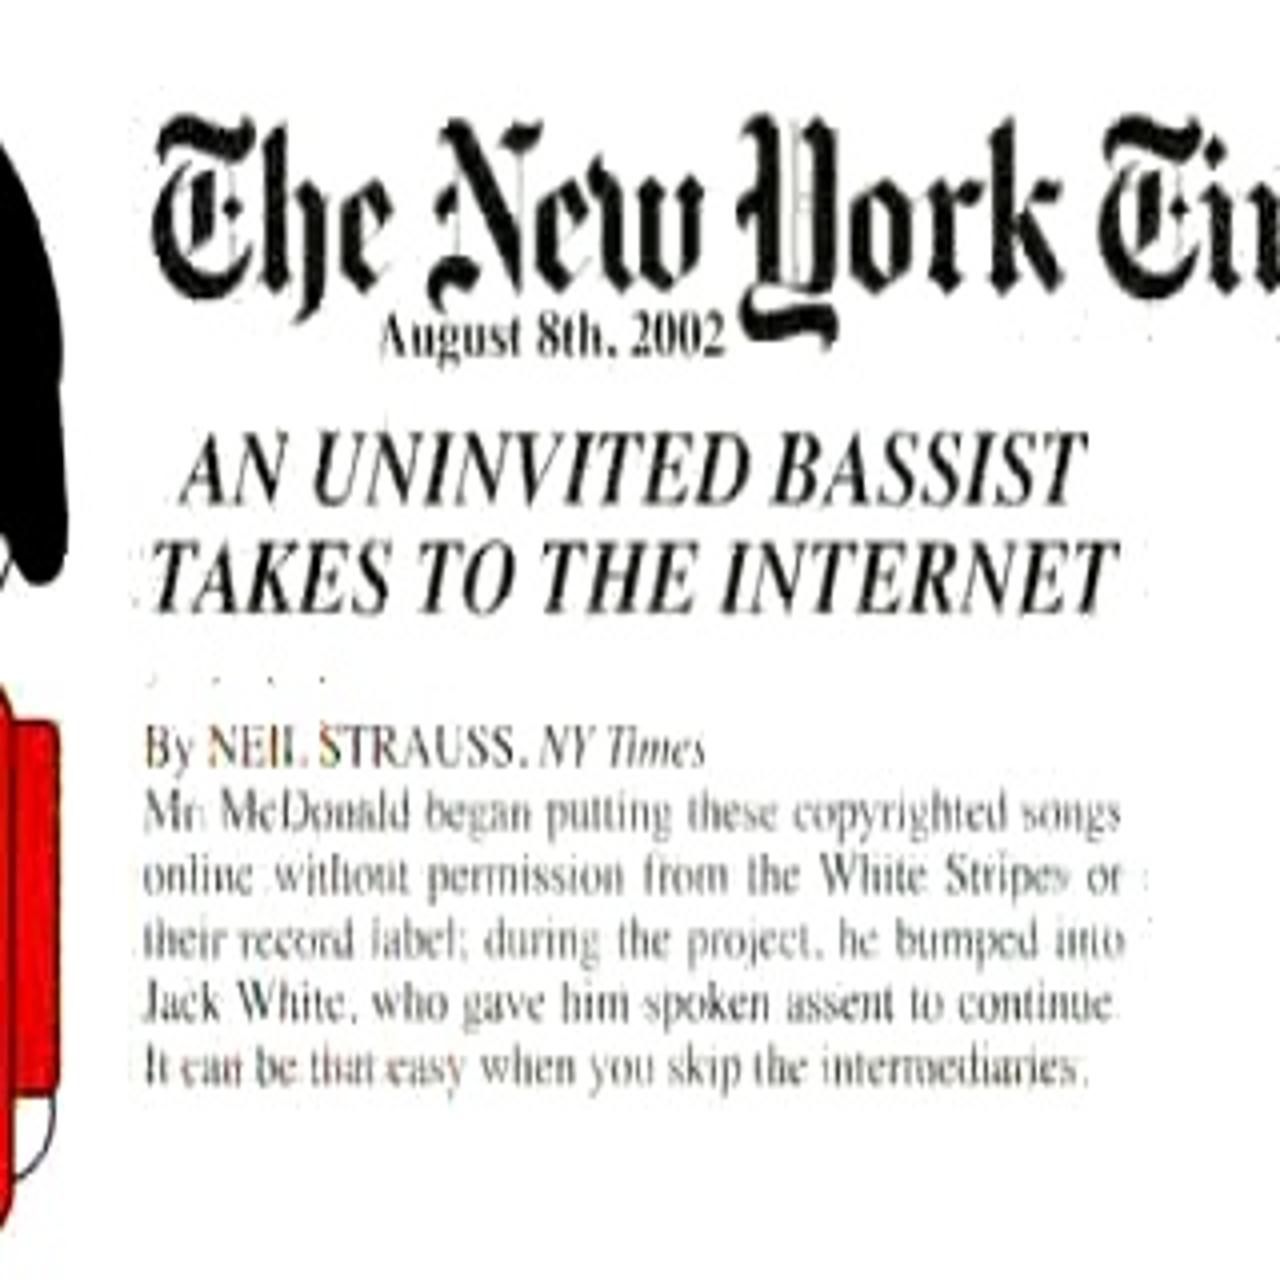 The New York Tim
August 8th, 2002
AN UNINVITED BASSIST
TAKES TO THE INTERNET
By NEIL STRAUSS, NY Times
Mr. McDonald began putting these copyrighted songs
online without permission from the White Stripes or
their record label; during the project, he bumped into
Jack White, who gave him spoken assent to continue.
It can be that easy when you skip the intermediaries.